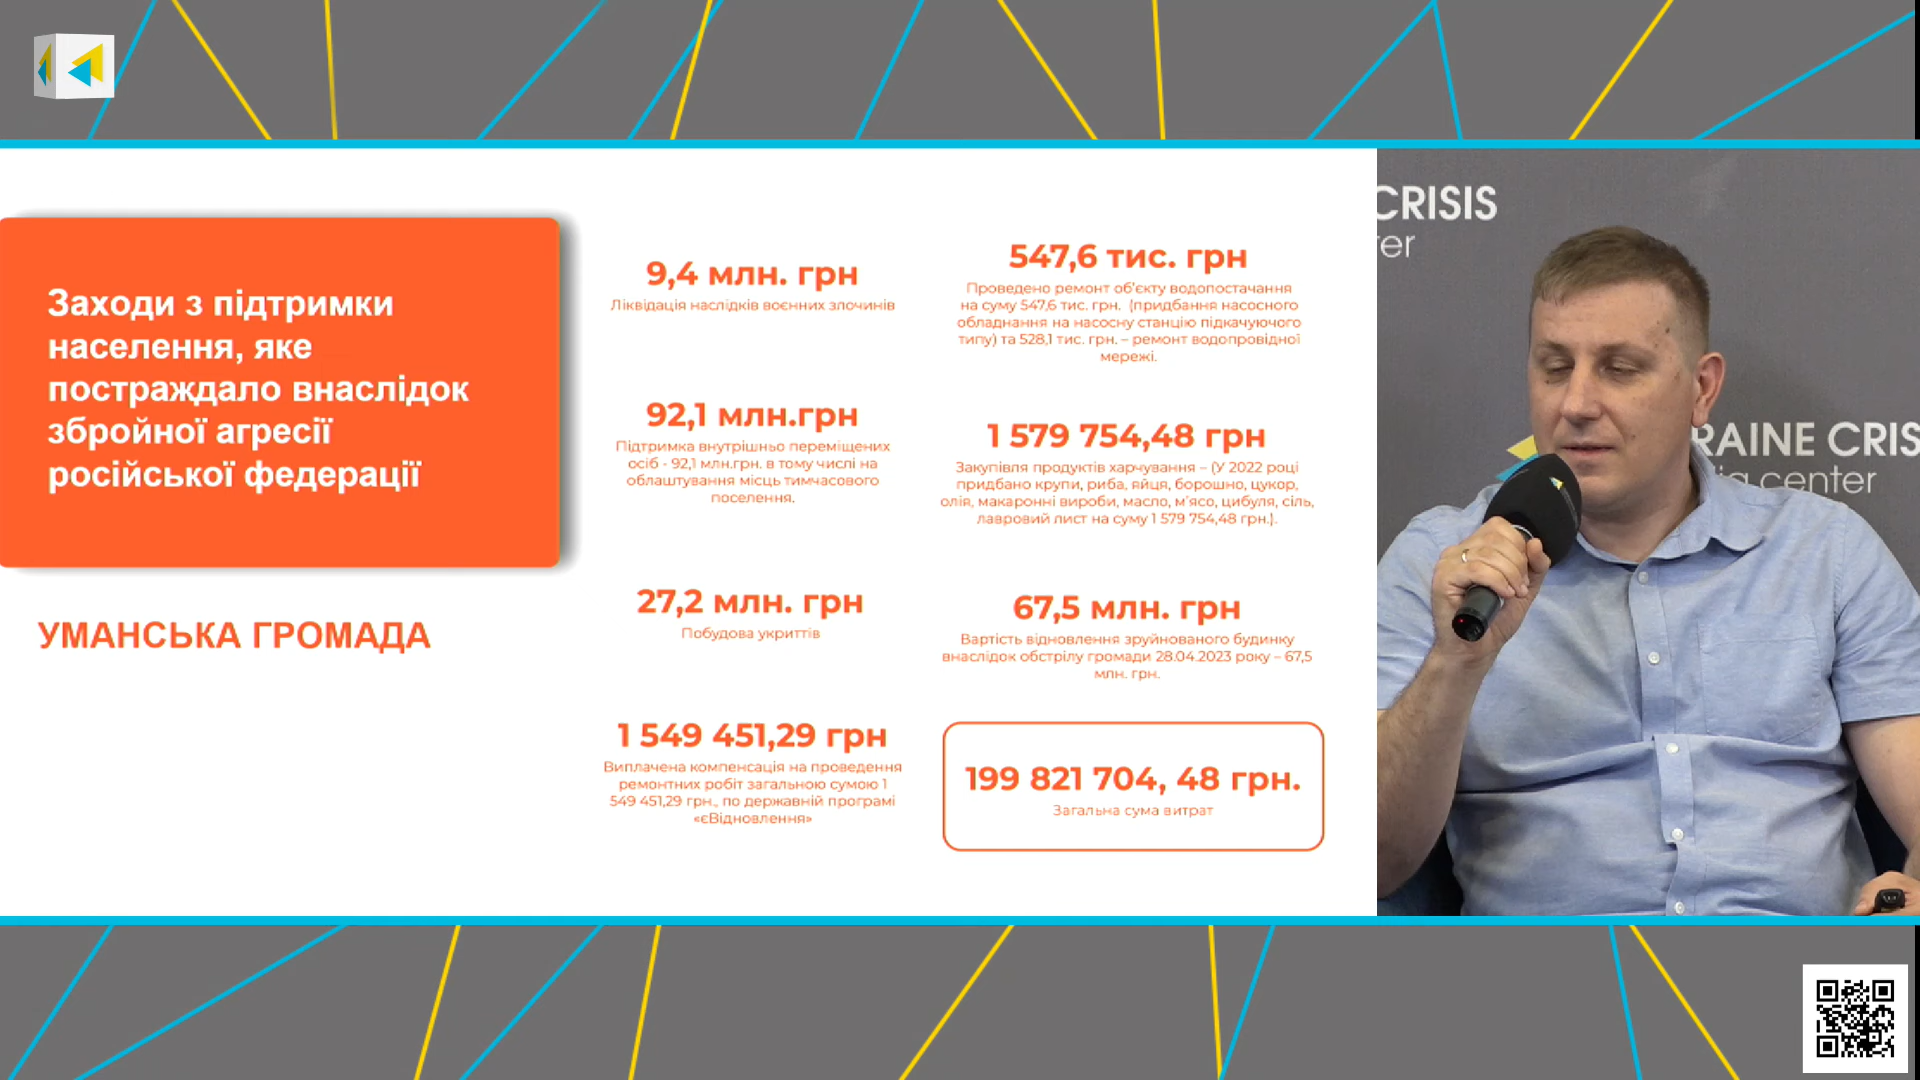 Заходи з підтримки
населення, яке
постраждало внаслідок
збройної агресії
російської федерації
УМАНСЬКА ГРОМАДА
9,4 млн. грн
Ліквідація наслідків воєнних злочинів
92,1 млн.грн
Підтримка внутрішньо переміщених
осіб - 92,1 млн.грн. в тому числі на
облаштування місць тимчасового
поселення.
27,2 млн. грн
Побудова укриттів
1 549 451,29 грн
Виплачена компенсація на проведення
ремонтних робіт загальною сумою 1
549 451,29 грн., по державній програмі
«єВідновлення»
547,6 тис. грн
Проведено ремонт об’єкту водопостачання
на суму 547,6 тис. грн. (придбання насосного
обладнання на насосну станцію підкачуючого
типу) та 528,1 тис. грн. – ремонт водопровідної
мережі.
1 579 754,48 грн
Закупівля продуктів харчування – (У 2022 році
придбано крупи, риба, яйця, борошно, цукор,
олія, макаронні вироби, масло, м’ясо, цибуля, сіль,
лавровий лист на суму 1 579 754,48 грн.).
67,5 млн. грн
Вартість відновлення зруйнованого будинку
внаслідок обстрілу громади 28.04.2023 року – 67,5
млн. грн.
199 821 704, 48 грн.
Загальна сума витрат
CRISIS
ter
RAINE CRIS
ia center